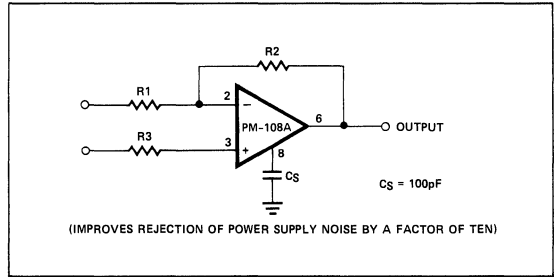 R2
R1
2
−
6
PM-108A
OUTPUT
R3
3
+
8
CS
CS = 100pF
(IMPROVES REJECTION OF POWER SUPPLY NOISE BY A FACTOR OF TEN)